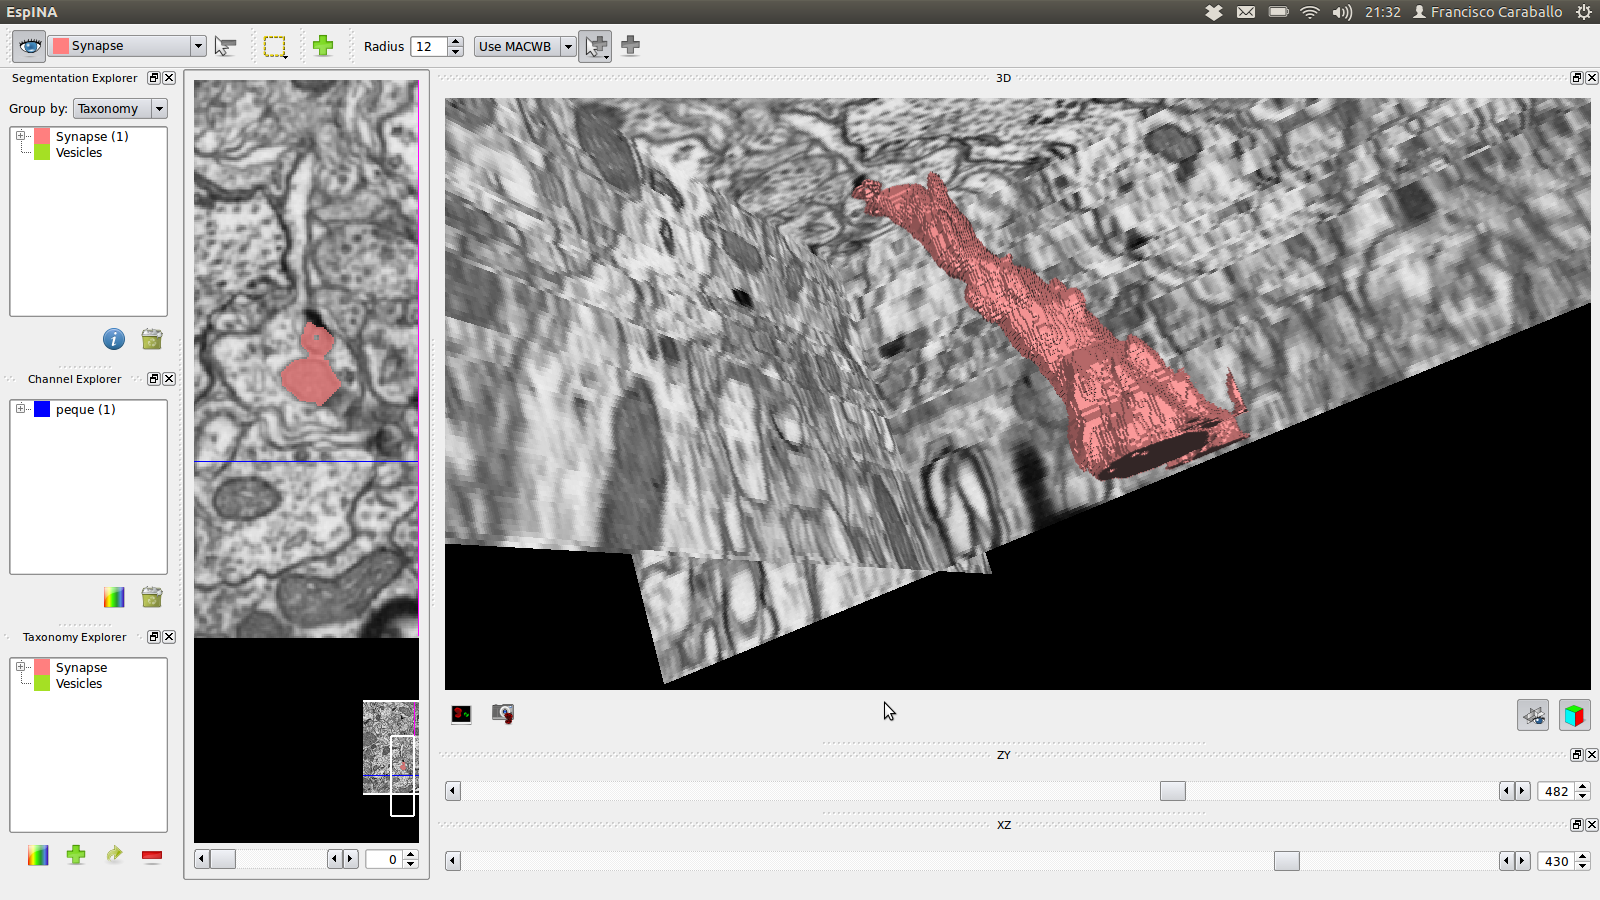 EspINA
21:32 Francisco Caraballo
Synapse
Radius 12
Use MACWB
Segmentation Explorer
Group by: Taxonomy
Synapse (1)
Vesicles
Channel Explorer
peque (1)
Taxonomy Explorer
Synapse
Vesicles
0
3D
ZY
482
XZ
430